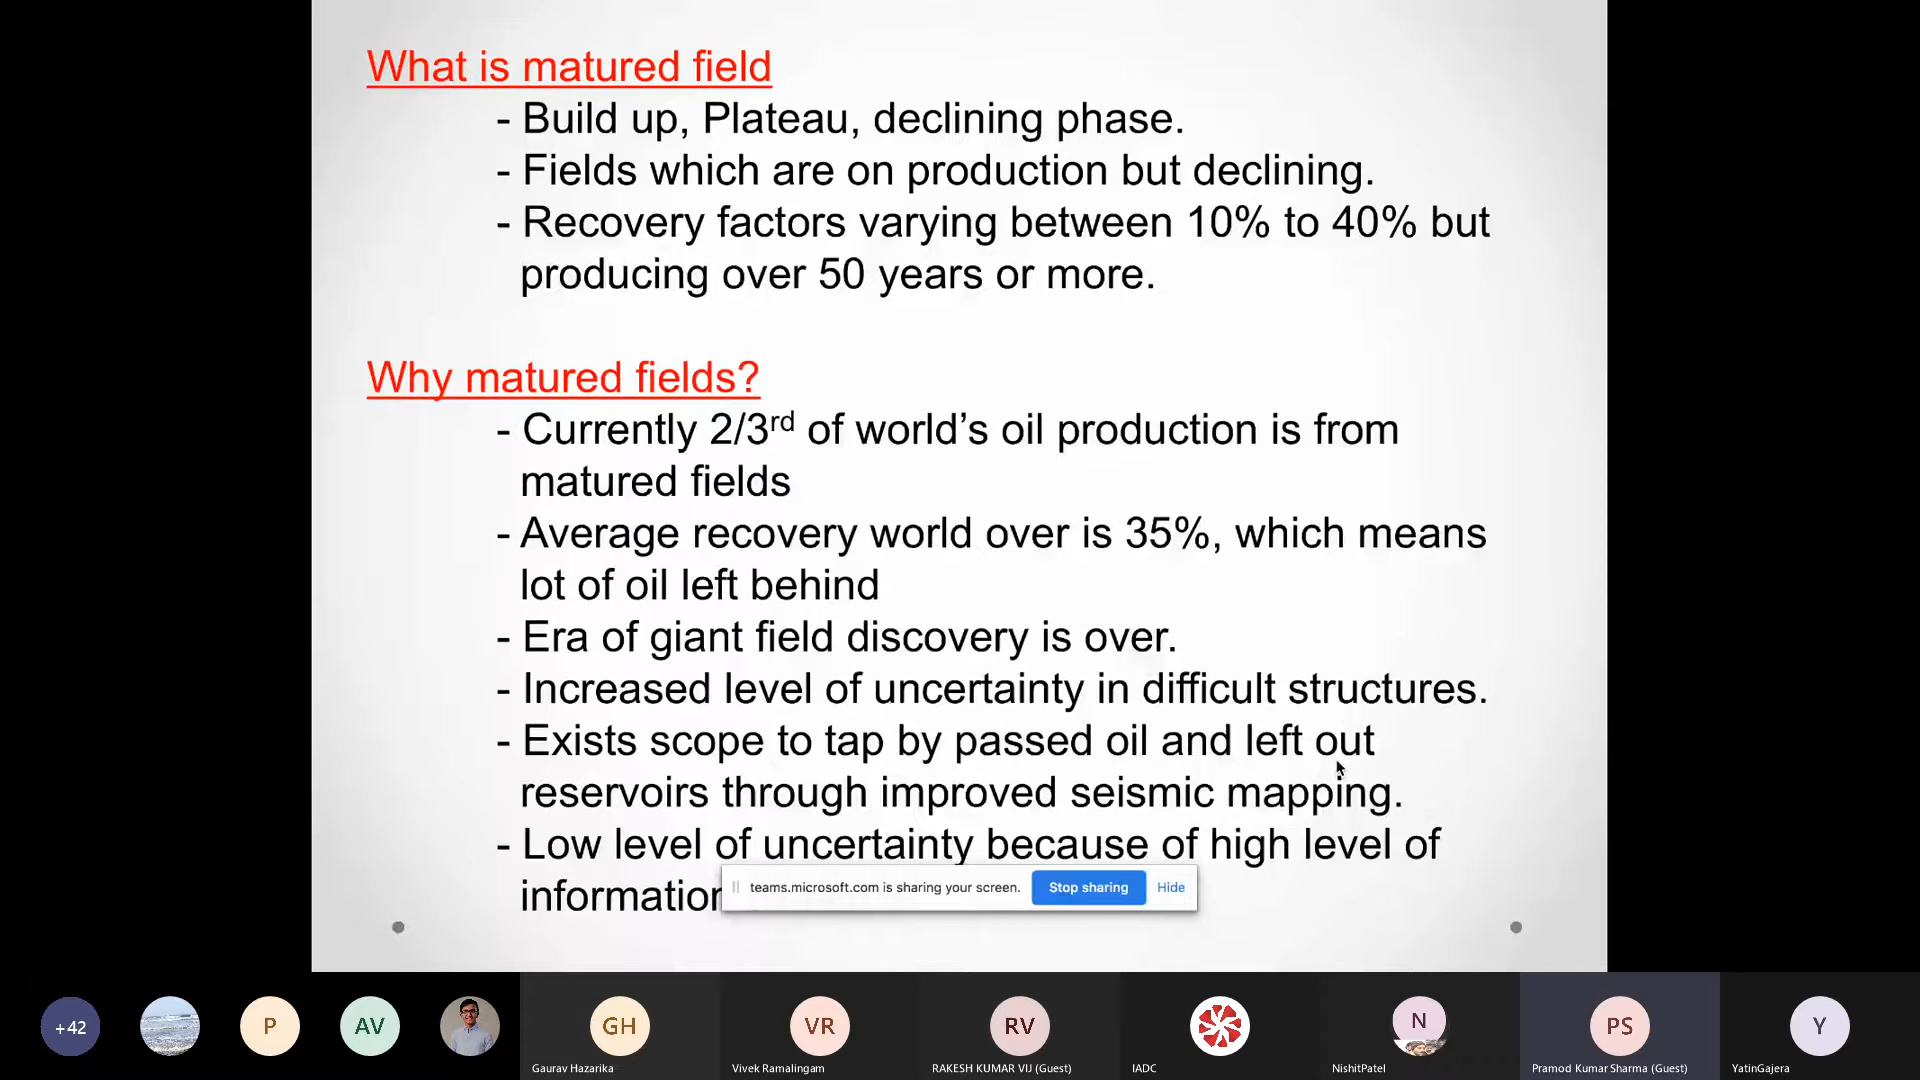 What is matured field
- Build up, Plateau, declining phase.
- Fields which are on production but declining.
- Recovery factors varying between 10% to 40% but
producing over 50 years or more.
Why matured fields?
- Currently 2/3rd of world’s oil production is from
matured fields
- Average recovery world over is 35%, which means
lot of oil left behind
- Era of giant field discovery is over.
- Increased level of uncertainty in difficult structures.
- Exists scope to tap by passed oil and left out
reservoirs through improved seismic mapping.
- Low level of uncertainty because of high level of
information
teams.microsoft.com is sharing your screen. Stop sharing Hide
+42 P AV GH VR RV N PS Y
Gaurav Hazarika Vivek Ramalingam RAKESH KUMAR VIJ (Guest) IADC NishitPatel Pramod Kumar Sharma (Guest) YatinGajera